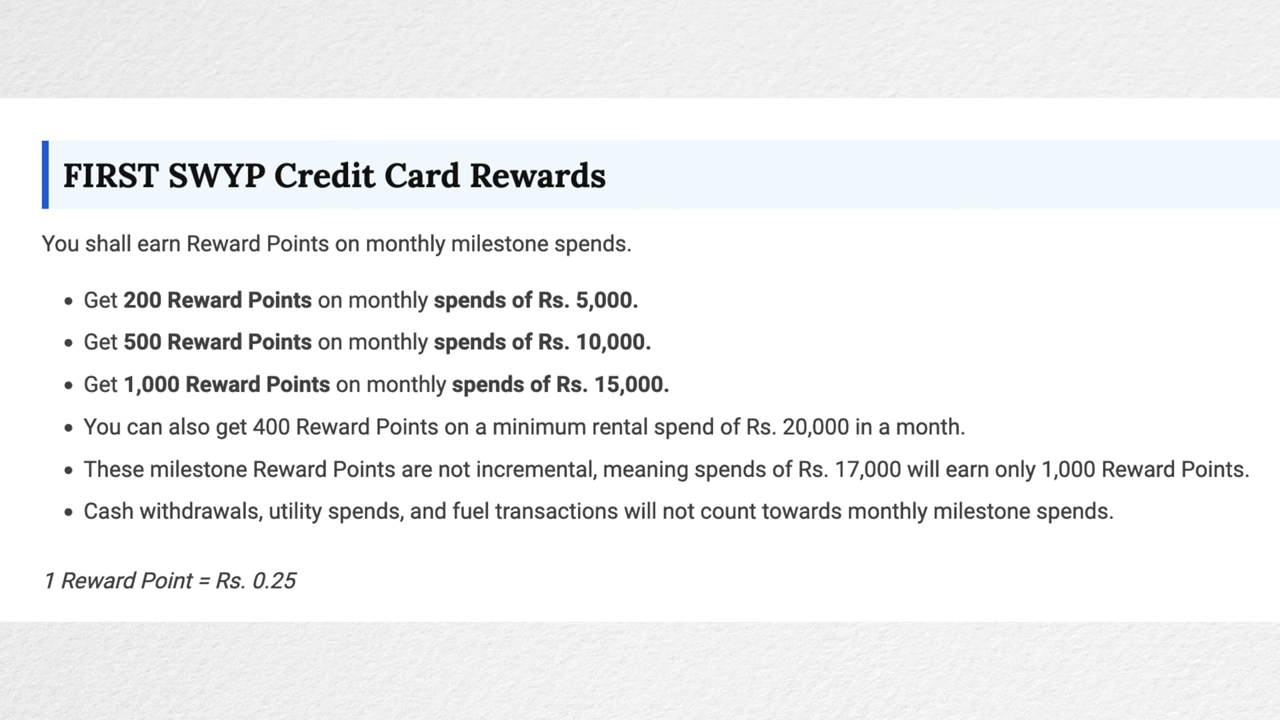 FIRST SWYP Credit Card Rewards
You shall earn Reward Points on monthly milestone spends.
• Get 200 Reward Points on monthly spends of Rs. 5,000.
• Get 500 Reward Points on monthly spends of Rs. 10,000.
• Get 1,000 Reward Points on monthly spends of Rs. 15,000.
• You can also get 400 Reward Points on a minimum rental spend of Rs. 20,000 in a month.
• These milestone Reward Points are not incremental, meaning spends of Rs. 17,000 will earn only 1,000 Reward Points.
• Cash withdrawals, utility spends, and fuel transactions will not count towards monthly milestone spends.
1 Reward Point = Rs. 0.25